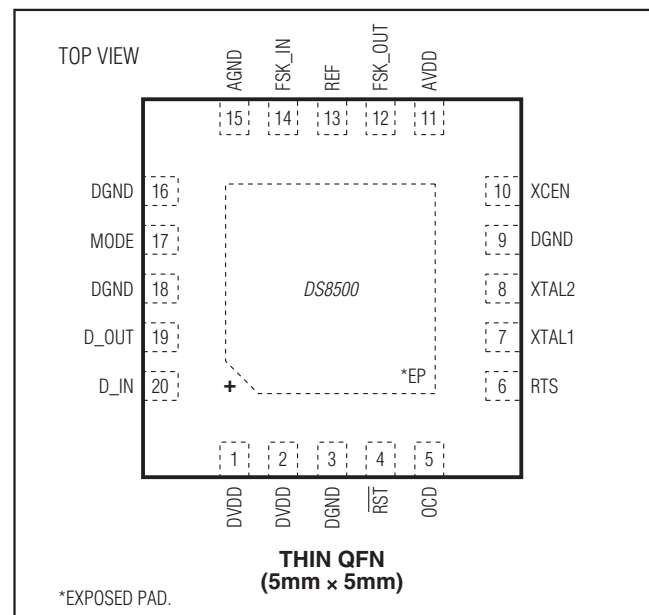 TOP VIEW
AGND
FSK_IN
REF
FSK_OUT
AVDD
15
14
13
12
11
DGND 16
MODE 17
DGND 18
D_OUT 19
D_IN 20
10 XCEN
9 DGND
8 XTAL2
7 XTAL1
6 RTS
DS8500
*EP
+
1
2
3
4
5
DVDD
DVDD
DGND
R̅S̅T̅
OCD
THIN QFN
(5mm × 5mm)
*EXPOSED PAD.